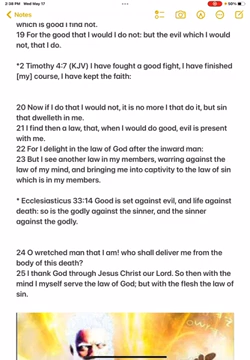 2:38 PM Wed May 17
50%
Notes
which is good I find not.
19 For the good that I would I do not: but the evil which I would
not, that I do.
*2 Timothy 4:7 (KJV) I have fought a good fight, I have finished
[my] course, I have kept the faith:
20 Now if I do that I would not, it is no more I that do it, but sin
that dwelleth in me.
21 I find then a law, that, when I would do good, evil is present
with me.
22 For I delight in the law of God after the inward man:
23 But I see another law in my members, warring against the
law of my mind, and bringing me into captivity to the law of sin
which is in my members.
* Ecclesiasticus 33:14 Good is set against evil, and life against
death: so is the godly against the sinner, and the sinner
against the godly.
24 O wretched man that I am! who shall deliver me from the
body of this death?
25 I thank God through Jesus Christ our Lord. So then with the
mind I myself serve the law of God; but with the flesh the law of
sin.